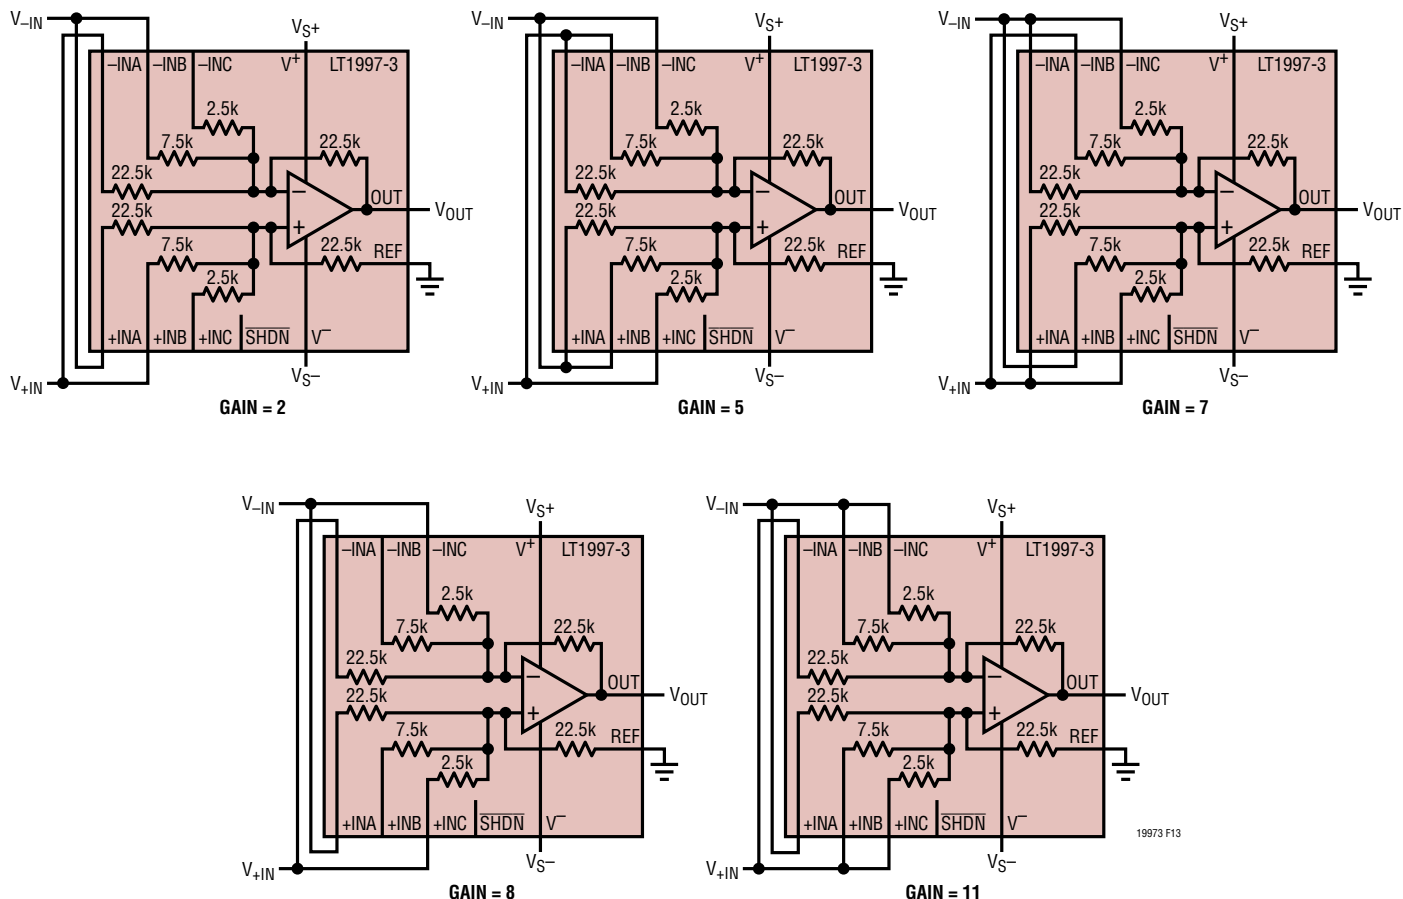 V–IN VS+
–INA –INB –INC V+ LT1997-3
2.5k
7.5k 22.5k
22.5k
OUT
VOUT
22.5k
7.5k 22.5k REF
2.5k
+INA +INB +INC SHDN V–
V+IN VS–
GAIN = 2
V–IN VS+
–INA –INB –INC V+ LT1997-3
2.5k
7.5k 22.5k
22.5k
OUT
VOUT
22.5k
7.5k 22.5k REF
2.5k
+INA +INB +INC SHDN V–
V+IN VS–
GAIN = 5
V–IN VS+
–INA –INB –INC V+ LT1997-3
2.5k
7.5k 22.5k
22.5k
OUT
VOUT
22.5k
7.5k 22.5k REF
2.5k
+INA +INB +INC SHDN V–
V+IN VS–
GAIN = 7
V–IN VS+
–INA –INB –INC V+ LT1997-3
2.5k
7.5k 22.5k
22.5k
OUT
VOUT
22.5k
7.5k 22.5k REF
2.5k
+INA +INB +INC SHDN V–
V+IN VS–
GAIN = 8
V–IN VS+
–INA –INB –INC V+ LT1997-3
2.5k
7.5k 22.5k
22.5k
OUT
VOUT
22.5k
7.5k 22.5k REF
2.5k
+INA +INB +INC SHDN V–
19973 F13
V+IN VS–
GAIN = 11